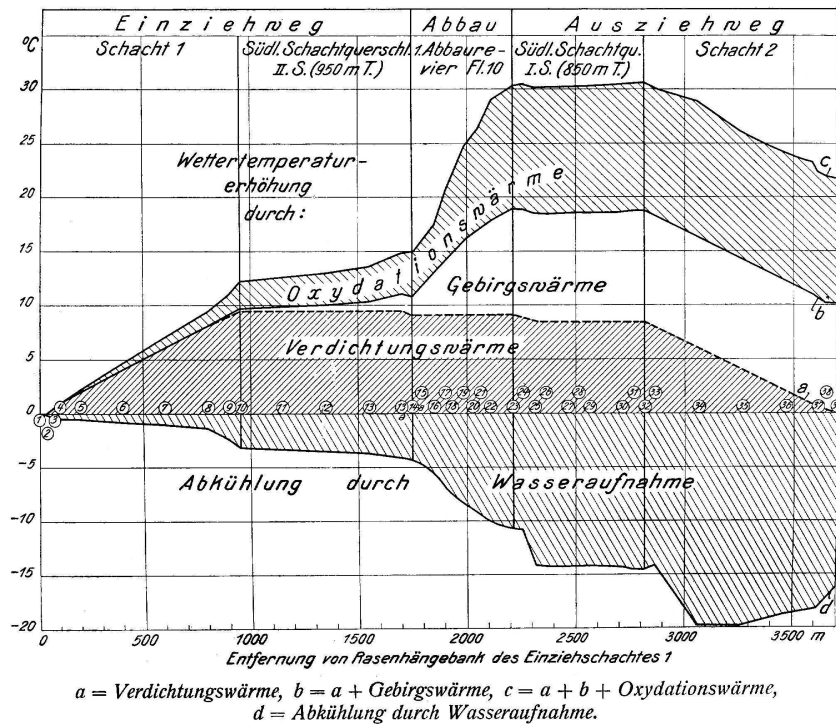 Einziehweg Abbau Ausziehweg
°C
Schacht 1 Südl. Schachtquerschl. 1. Abbaure- Südl. Schachtqu. Schacht 2
II. S. (950 m T.) vier Fl. 10 I. S. (850 m T.)
30
25
Wettertemperatur-
erhöhung
durch:
c
20
15
Oxydationswärme
Gebirgswärme
10
b
Verdichtungswärme
5
a
0
-5
Abkühlung durch Wasseraufnahme
-10
-15
d
-20
0 500 1000 1500 2000 2500 3000 3500 m
Entfernung von Rasenhängebank des Einziehschachtes 1
a = Verdichtungswärme, b = a + Gebirgswärme, c = a + b + Oxydationswärme,
d = Abkühlung durch Wasseraufnahme.